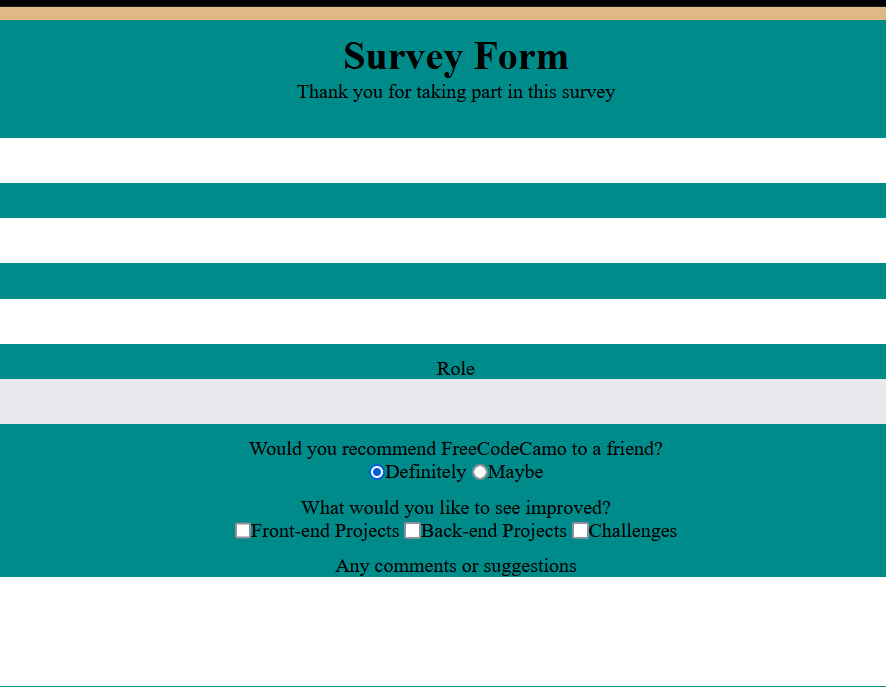 Survey Form
Thank you for taking part in this survey
Role
Would you recommend FreeCodeCamo to a friend?
Definitely Maybe
What would you like to see improved?
Front-end Projects Back-end Projects Challenges
Any comments or suggestions